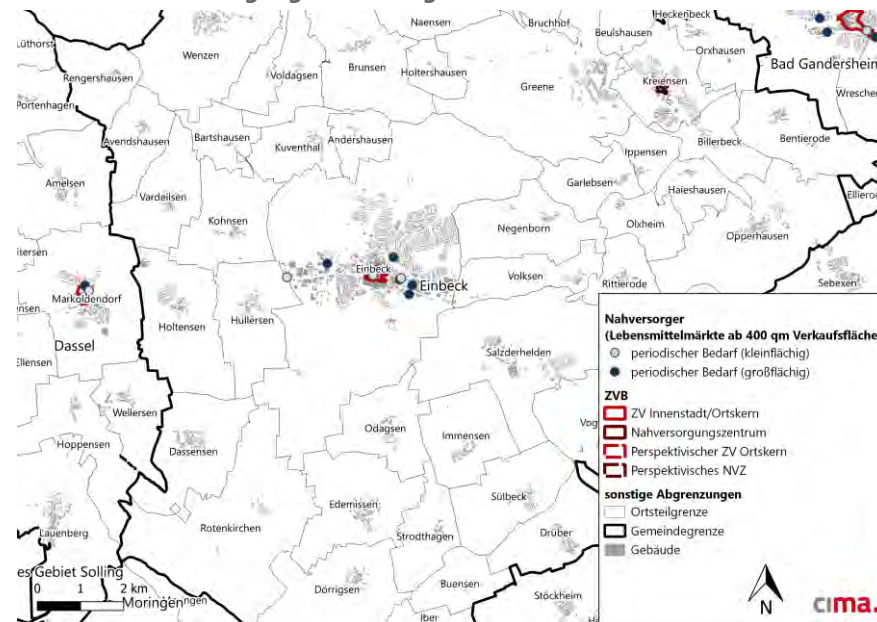 Naensen
Bruchhof
Heckenbeck
Lüthorst
Beulshausen
Orxhausen
Wenzen
Brunsen
Voldagsen
Holtershausen
Bad Gandersheim
Rengershausen
Greene
Kreiensen
Wrescher
Portenhagen
Avendshausen
Bartshausen
Andershausen
Kuventhal
Billerbeck
Bentierode
Ippensen
Amelsen
Vardeilsen
Garlebsen
Haieshausen
Ellierod
Kohnsen
Negenborn
Olxheim
Opperhausen
Einbeck
Volksen
Rittierode
Sebexen
Einbeck
Markoldendorf
Holtensen
Hullersen
Dassel
Salzderhelden
Ellensen
Wellersen
Odagsen
Immensen
Vog
Hoppensen
Dassensen
Edemissen
Sülbeck
Rotenkirchen
Strodthagen
Drüber
Lauenberg
es Gebiet Solling
Dörrigsen
Buensen
Stöckheim
Iber
Moringen
0 1 2 km
Nahversorger
(Lebensmittelmärkte ab 400 qm Verkaufsfläche
periodischer Bedarf (kleinflächig)
periodischer Bedarf (großflächig)
ZVB
ZV Innenstadt/Ortskern
Nahversorgungszentrum
Perspektivischer ZV Ortskern
Perspektivisches NVZ
sonstige Abgrenzungen
Ortsteilgrenze
Gemeindegrenze
Gebäude
N
cima.